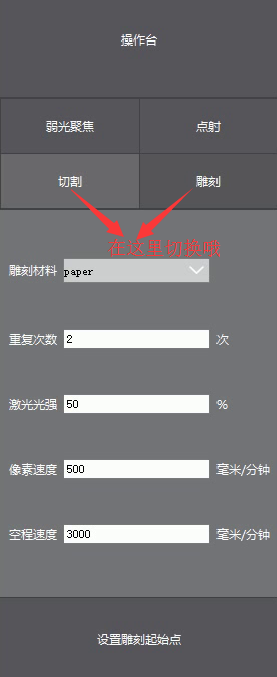 操作台
弱光聚焦 点射
切割 雕刻
在这里切换哦
雕刻材料 paper
重复次数 2 次
激光光强 50 %
像素速度 500 毫米/分钟
空程速度 3000 毫米/分钟
设置雕刻起始点